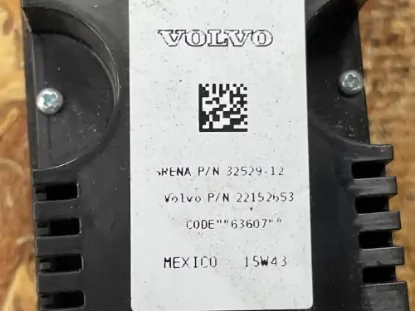 VOLVO
SRENA P/N 32529-12
Volvo P/N 22152653
CODE""63607""
MEXICO 15W43